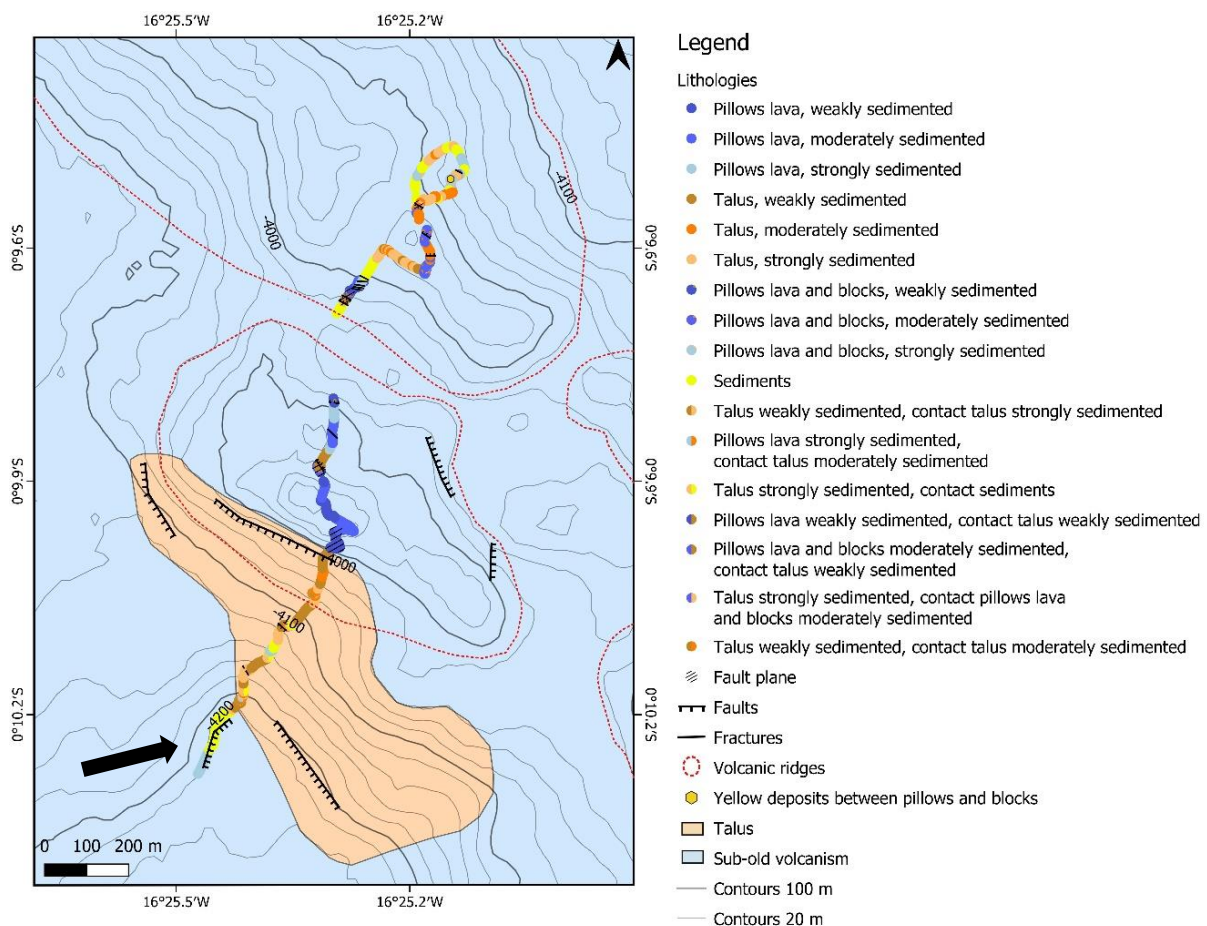 16°25.5'W
16°25.2'W
-4100
-4000
0°9.6'S
0°9.6'S
0°9.9'S
0°9.9'S
-4000
-4100
-4200
0°10.2'S
0°10.2'S
0 100 200 m
16°25.5'W
16°25.2'W
Legend
Lithologies
Pillows lava, weakly sedimented
Pillows lava, moderately sedimented
Pillows lava, strongly sedimented
Talus, weakly sedimented
Talus, moderately sedimented
Talus, strongly sedimented
Pillows lava and blocks, weakly sedimented
Pillows lava and blocks, moderately sedimented
Pillows lava and blocks, strongly sedimented
Sediments
Talus weakly sedimented, contact talus strongly sedimented
Pillows lava strongly sedimented,
contact talus moderately sedimented
Talus strongly sedimented, contact sediments
Pillows lava weakly sedimented, contact talus weakly sedimented
Pillows lava and blocks moderately sedimented,
contact talus weakly sedimented
Talus strongly sedimented, contact pillows lava
and blocks moderately sedimented
Talus weakly sedimented, contact talus moderately sedimented
Fault plane
Faults
Fractures
Volcanic ridges
Yellow deposits between pillows and blocks
Talus
Sub-old volcanism
Contours 100 m
Contours 20 m